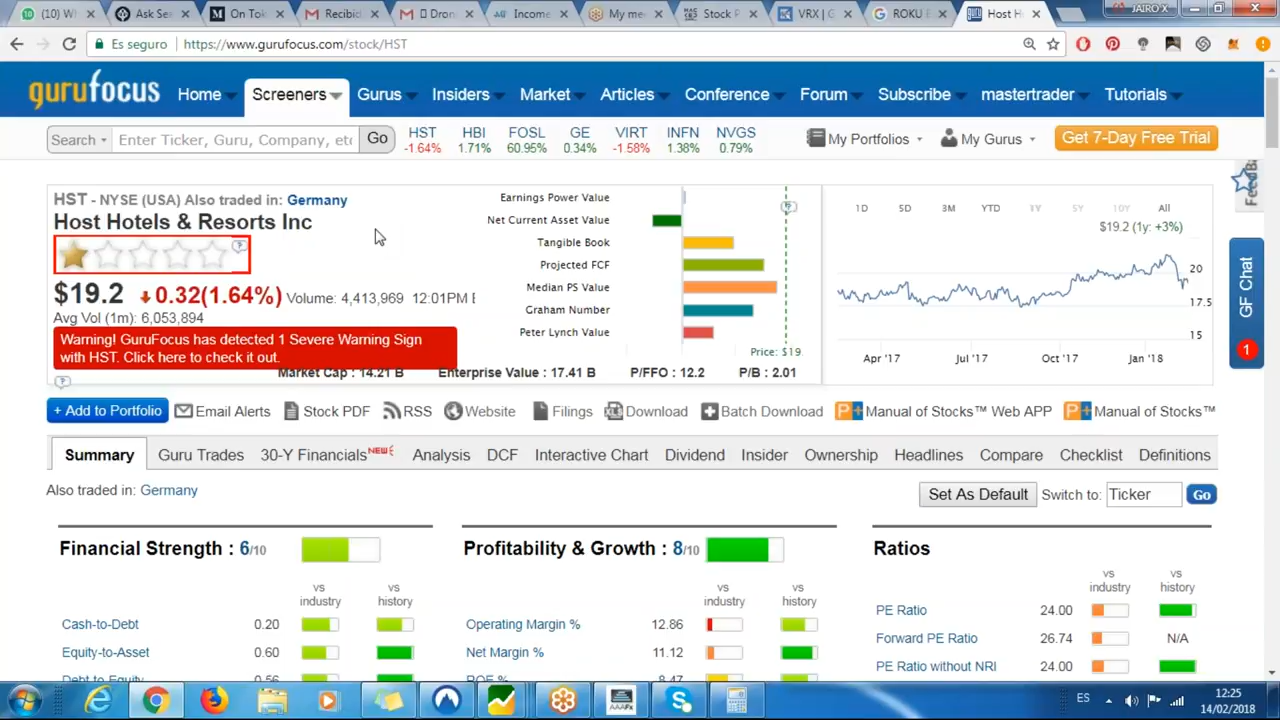 (10) W
Ask Se
On To
Recibid
Dron
Income
My me
Stock P
VRX | G
ROKU E
Host H
JAIRO X
Es seguro
https://www.gurufocus.com/stock/HST
gurufocus
Home
Screeners
Gurus
Insiders
Market
Articles
Conference
Forum
Subscribe
mastertrader
Tutorials
Search
Enter Ticker, Guru, Company, etc
Go
HST HBI FOSL GE VIRT INFN NVGS
-1.64% 1.71% 60.95% 0.34% -1.58% 1.38% 0.79%
My Portfolios
My Gurus
Get 7-Day Free Trial
FeedBa
HST - NYSE (USA) Also traded in: Germany
Host Hotels & Resorts Inc
$19.2 0.32(1.64%) Volume: 4,413,969 12:01PM E
Avg Vol (1m): 6,053,894
Warning! GuruFocus has detected 1 Severe Warning Sign
with HST. Click here to check it out.
Earnings Power Value
Net Current Asset Value
Tangible Book
Projected FCF
Median PS Value
Graham Number
Peter Lynch Value
Price: $19
Market Cap : 14.21 B Enterprise Value : 17.41 B P/FFO : 12.2 P/B : 2.01
1D 5D 3M YTD 1Y 5Y 10Y All
$19.2 (1y: +3%)
20
17.5
15
Apr '17 Jul '17 Oct '17 Jan '18
GF Chat
1
+ Add to Portfolio
Email Alerts
Stock PDF
RSS
Website
Filings
Download
Batch Download
P+ Manual of Stocks™ Web APP
P+ Manual of Stocks™
Summary Guru Trades 30-Y Financials NEW Analysis DCF Interactive Chart Dividend Insider Ownership Headlines Compare Checklist Definitions
Also traded in: Germany
Set As Default
Switch to:
Ticker
Go
Financial Strength : 6/10
vs industry vs history
Cash-to-Debt 0.20
Equity-to-Asset 0.60
Debt-to-Equity 0.56
Profitability & Growth : 8/10
vs industry vs history
Operating Margin % 12.86
Net Margin % 11.12
ROE % 8.47
Ratios
vs industry vs history
PE Ratio 24.00
Forward PE Ratio 26.74 N/A
PE Ratio without NRI 24.00
AAAFx
ES
12:25
14/02/2018